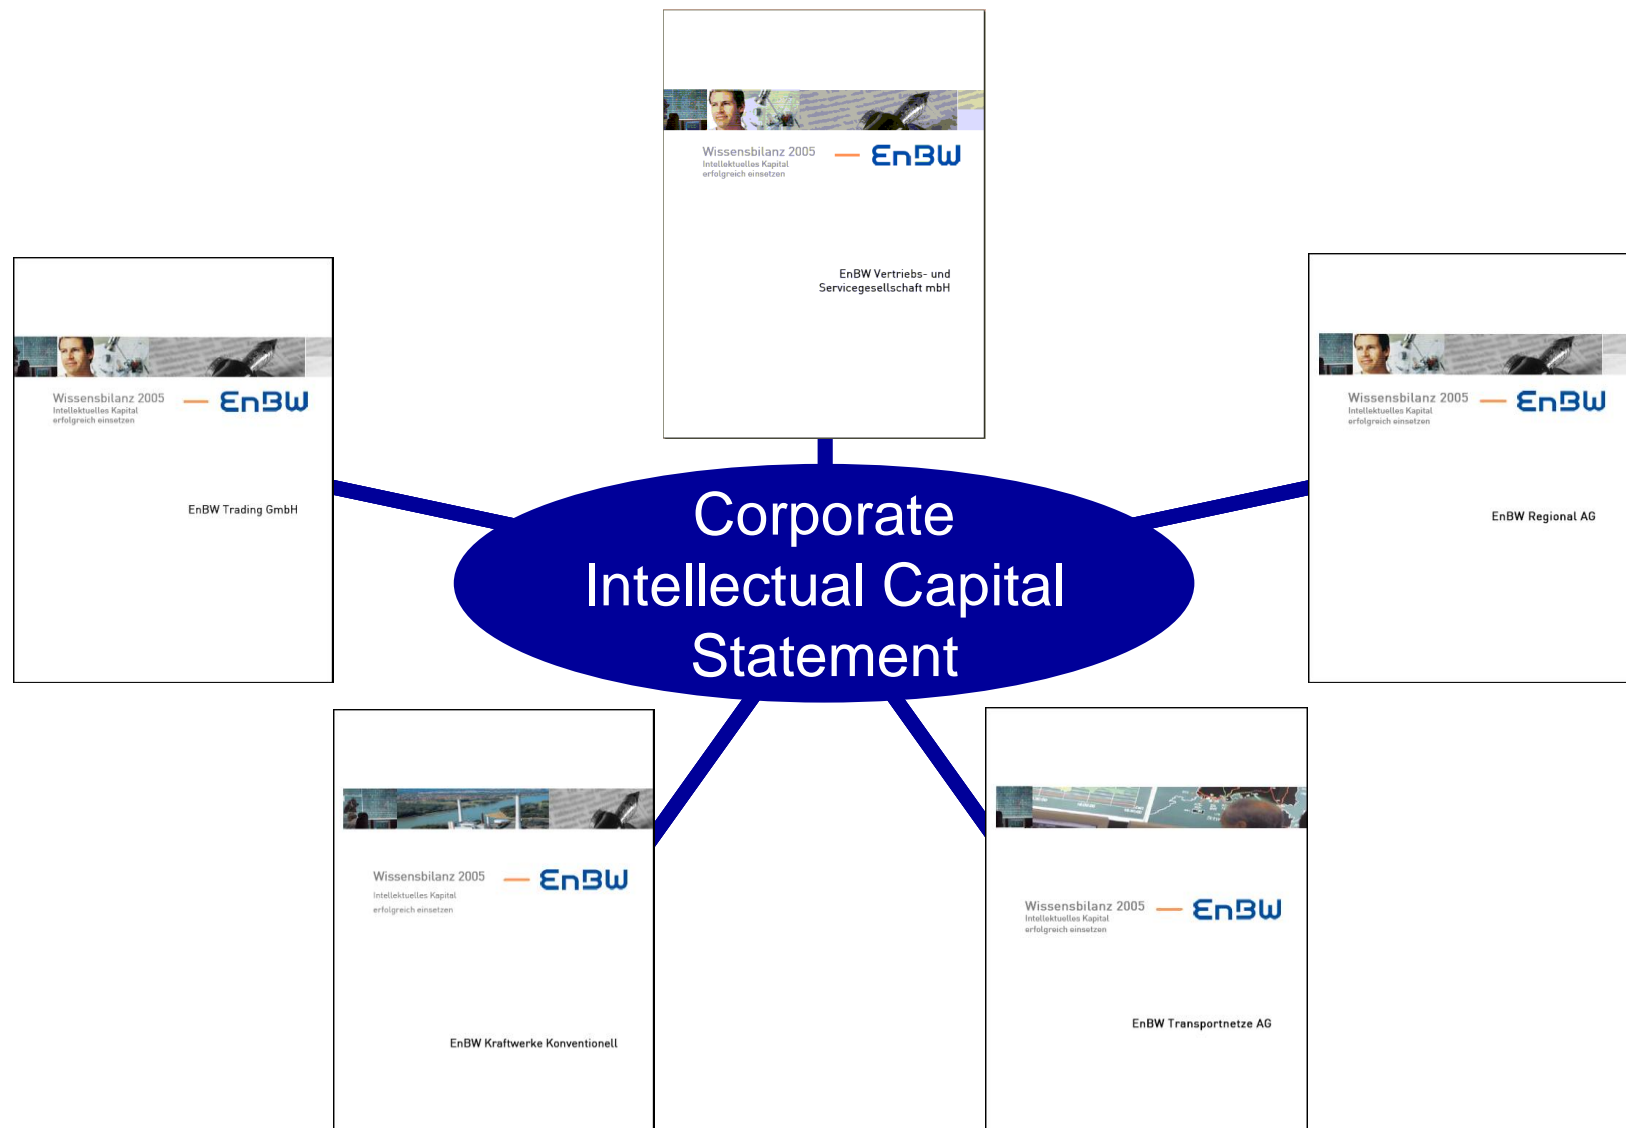 Wissensbilanz 2005
Intellektuelles Kapital
erfolgreich einsetzen
EnBW
EnBW Vertriebs- und
Servicegesellschaft mbH
Wissensbilanz 2005
Intellektuelles Kapital
erfolgreich einsetzen
EnBW
EnBW Trading GmbH
Wissensbilanz 2005
Intellektuelles Kapital
erfolgreich einsetzen
EnBW
EnBW Regional AG
Corporate
Intellectual Capital
Statement
Wissensbilanz 2005
Intellektuelles Kapital
erfolgreich einsetzen
EnBW
EnBW Kraftwerke Konventionell
Wissensbilanz 2005
Intellektuelles Kapital
erfolgreich einsetzen
EnBW
EnBW Transportnetze AG